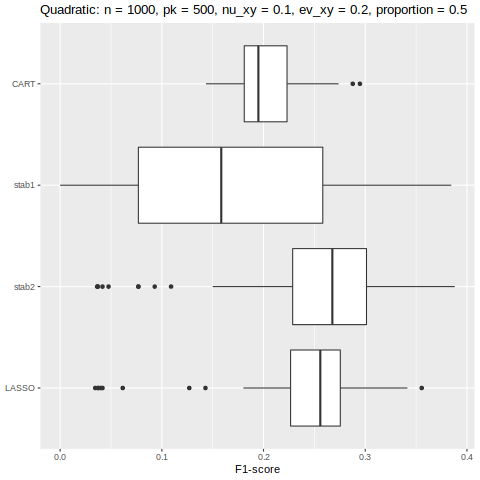 Quadratic: n = 1000, pk = 500, nu_xy = 0.1, ev_xy = 0.2, proportion = 0.5
CART
stab1
stab2
LASSO
0.0 0.1 0.2 0.3 0.4
F1-score